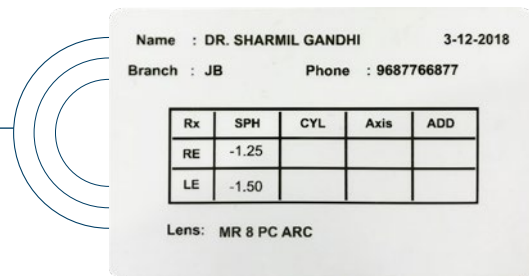 Name : DR. SHARMIL GANDHI 3-12-2018
Branch : JB Phone : 9687766877
Rx SPH CYL Axis ADD
RE -1.25
LE -1.50
Lens: MR 8 PC ARC